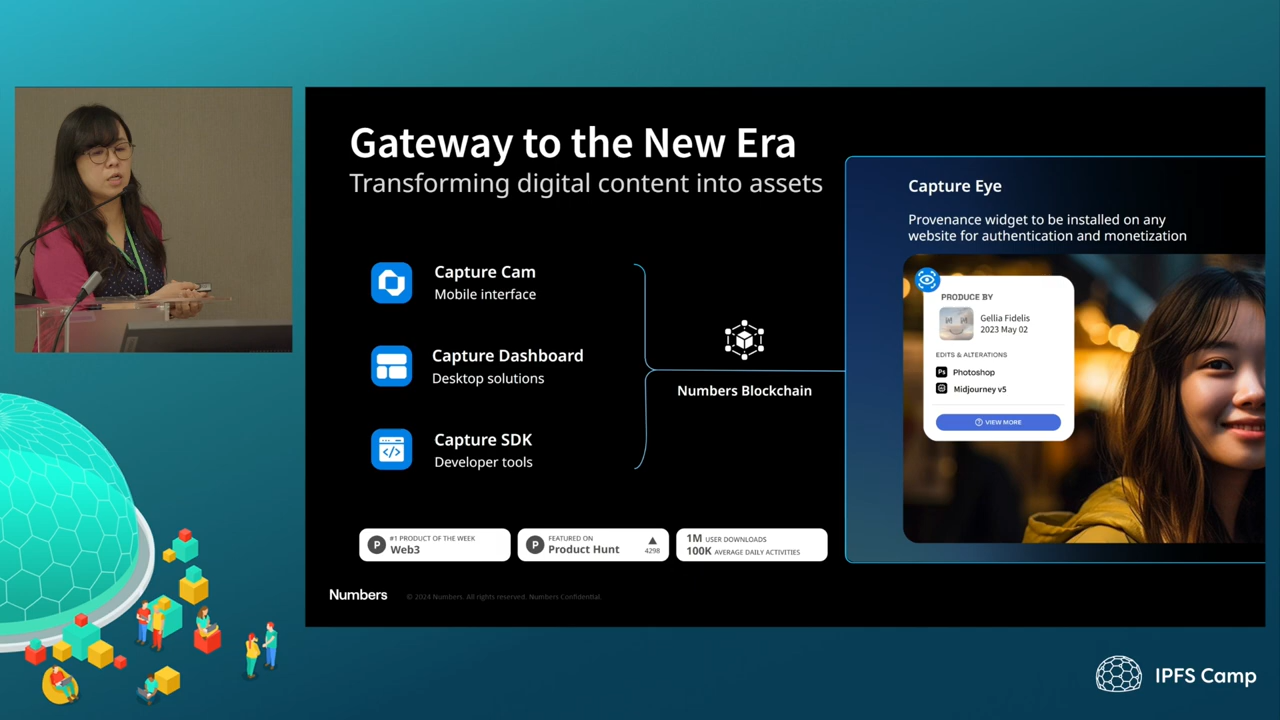 Gateway to the New Era
Transforming digital content into assets
Capture Cam
Mobile interface
Capture Dashboard
Desktop solutions
Capture SDK
Developer tools
Numbers Blockchain
Capture Eye
Provenance widget to be installed on any
website for authentication and monetization
PRODUCE BY
Gellia Fidelis
2023 May 02
EDITS & ALTERATIONS
Ps Photoshop
Midjourney v5
VIEW MORE
P #1 PRODUCT OF THE WEEK
Web3
P FEATURED ON
Product Hunt
4298
1M USER DOWNLOADS
100K AVERAGE DAILY ACTIVITIES
Numbers
© 2024 Numbers. All rights reserved. Numbers Confidential.
IPFS Camp